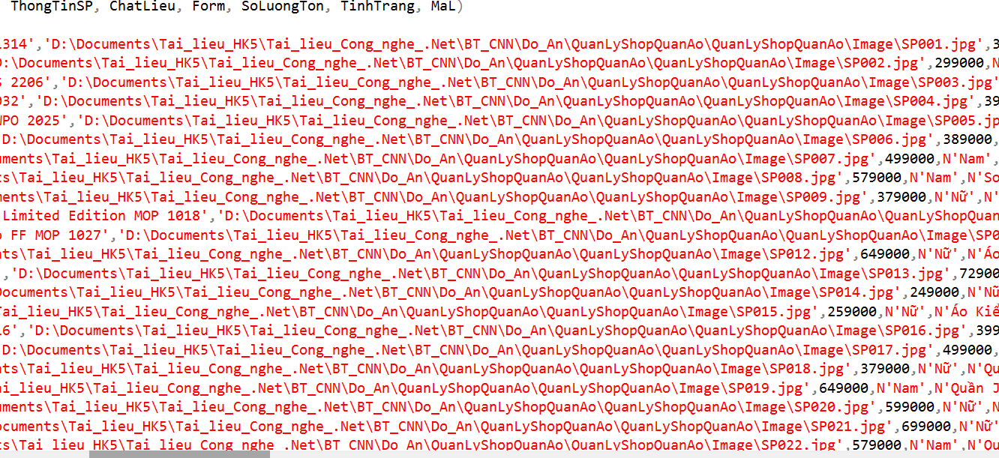 ThongTinSP, ChatLieu, Form, SoLuongTon, TinhTrang, MaL)
1314','D:\Documents\Tai_lieu_HK5\Tai_lieu_Cong_nghe_.Net\BT_CNN\Do_An\QuanLyShopQuanAo\QuanLyShopQuanAo\Image\SP001.jpg',3
D:\Documents\Tai_lieu_HK5\Tai_lieu_Cong_nghe_.Net\BT_CNN\Do_An\QuanLyShopQuanAo\QuanLyShopQuanAo\Image\SP002.jpg',299000,N
S 2206','D:\Documents\Tai_lieu_HK5\Tai_lieu_Cong_nghe_.Net\BT_CNN\Do_An\QuanLyShopQuanAo\QuanLyShopQuanAo\Image\SP003.jpg'
032','D:\Documents\Tai_lieu_HK5\Tai_lieu_Cong_nghe_.Net\BT_CNN\Do_An\QuanLyShopQuanAo\QuanLyShopQuanAo\Image\SP004.jpg',39
WPO 2025','D:\Documents\Tai_lieu_HK5\Tai_lieu_Cong_nghe_.Net\BT_CNN\Do_An\QuanLyShopQuanAo\QuanLyShopQuanAo\Image\SP005.jp
D:\Documents\Tai_lieu_HK5\Tai_lieu_Cong_nghe_.Net\BT_CNN\Do_An\QuanLyShopQuanAo\QuanLyShopQuanAo\Image\SP006.jpg',389000,
uments\Tai_lieu_HK5\Tai_lieu_Cong_nghe_.Net\BT_CNN\Do_An\QuanLyShopQuanAo\QuanLyShopQuanAo\Image\SP007.jpg',499000,N'Nam',
ts\Tai_lieu_HK5\Tai_lieu_Cong_nghe_.Net\BT_CNN\Do_An\QuanLyShopQuanAo\QuanLyShopQuanAo\Image\SP008.jpg',579000,N'Nam',N'So
ments\Tai_lieu_HK5\Tai_lieu_Cong_nghe_.Net\BT_CNN\Do_An\QuanLyShopQuanAo\QuanLyShopQuanAo\Image\SP009.jpg',379000,N'Nữ',N'
Limited Edition MOP 1018','D:\Documents\Tai_lieu_HK5\Tai_lieu_Cong_nghe_.Net\BT_CNN\Do_An\QuanLyShopQuanAo\QuanLyShopQuan
o FF MOP 1027','D:\Documents\Tai_lieu_HK5\Tai_lieu_Cong_nghe_.Net\BT_CNN\Do_An\QuanLyShopQuanAo\QuanLyShopQuanAo\Image\SP0
nts\Tai_lieu_HK5\Tai_lieu_Cong_nghe_.Net\BT_CNN\Do_An\QuanLyShopQuanAo\QuanLyShopQuanAo\Image\SP012.jpg',649000,N'Nữ',N'Áo
','D:\Documents\Tai_lieu_HK5\Tai_lieu_Cong_nghe_.Net\BT_CNN\Do_An\QuanLyShopQuanAo\QuanLyShopQuanAo\Image\SP013.jpg',72900
Documents\Tai_lieu_HK5\Tai_lieu_Cong_nghe_.Net\BT_CNN\Do_An\QuanLyShopQuanAo\QuanLyShopQuanAo\Image\SP014.jpg',249000,N'Nữ
Tai_lieu_HK5\Tai_lieu_Cong_nghe_.Net\BT_CNN\Do_An\QuanLyShopQuanAo\QuanLyShopQuanAo\Image\SP015.jpg',259000,N'Nữ',N'Áo Kiể
16','D:\Documents\Tai_lieu_HK5\Tai_lieu_Cong_nghe_.Net\BT_CNN\Do_An\QuanLyShopQuanAo\QuanLyShopQuanAo\Image\SP016.jpg',399
D:\Documents\Tai_lieu_HK5\Tai_lieu_Cong_nghe_.Net\BT_CNN\Do_An\QuanLyShopQuanAo\QuanLyShopQuanAo\Image\SP017.jpg',499000,
nts\Tai_lieu_HK5\Tai_lieu_Cong_nghe_.Net\BT_CNN\Do_An\QuanLyShopQuanAo\QuanLyShopQuanAo\Image\SP018.jpg',379000,N'Nữ',N'Qu
ai_lieu_HK5\Tai_lieu_Cong_nghe_.Net\BT_CNN\Do_An\QuanLyShopQuanAo\QuanLyShopQuanAo\Image\SP019.jpg',649000,N'Nam',N'Quần J
uments\Tai_lieu_HK5\Tai_lieu_Cong_nghe_.Net\BT_CNN\Do_An\QuanLyShopQuanAo\QuanLyShopQuanAo\Image\SP020.jpg',599000,N'Nữ',N
ocuments\Tai_lieu_HK5\Tai_lieu_Cong_nghe_.Net\BT_CNN\Do_An\QuanLyShopQuanAo\QuanLyShopQuanAo\Image\SP021.jpg',699000,N'Nữ'
ts\Tai_lieu_HK5\Tai_lieu_Cong_nghe_.Net\BT_CNN\Do_An\QuanLyShopQuanAo\QuanLyShopQuanAo\Image\SP022.jpg',579000,N'Nam',N'Qu